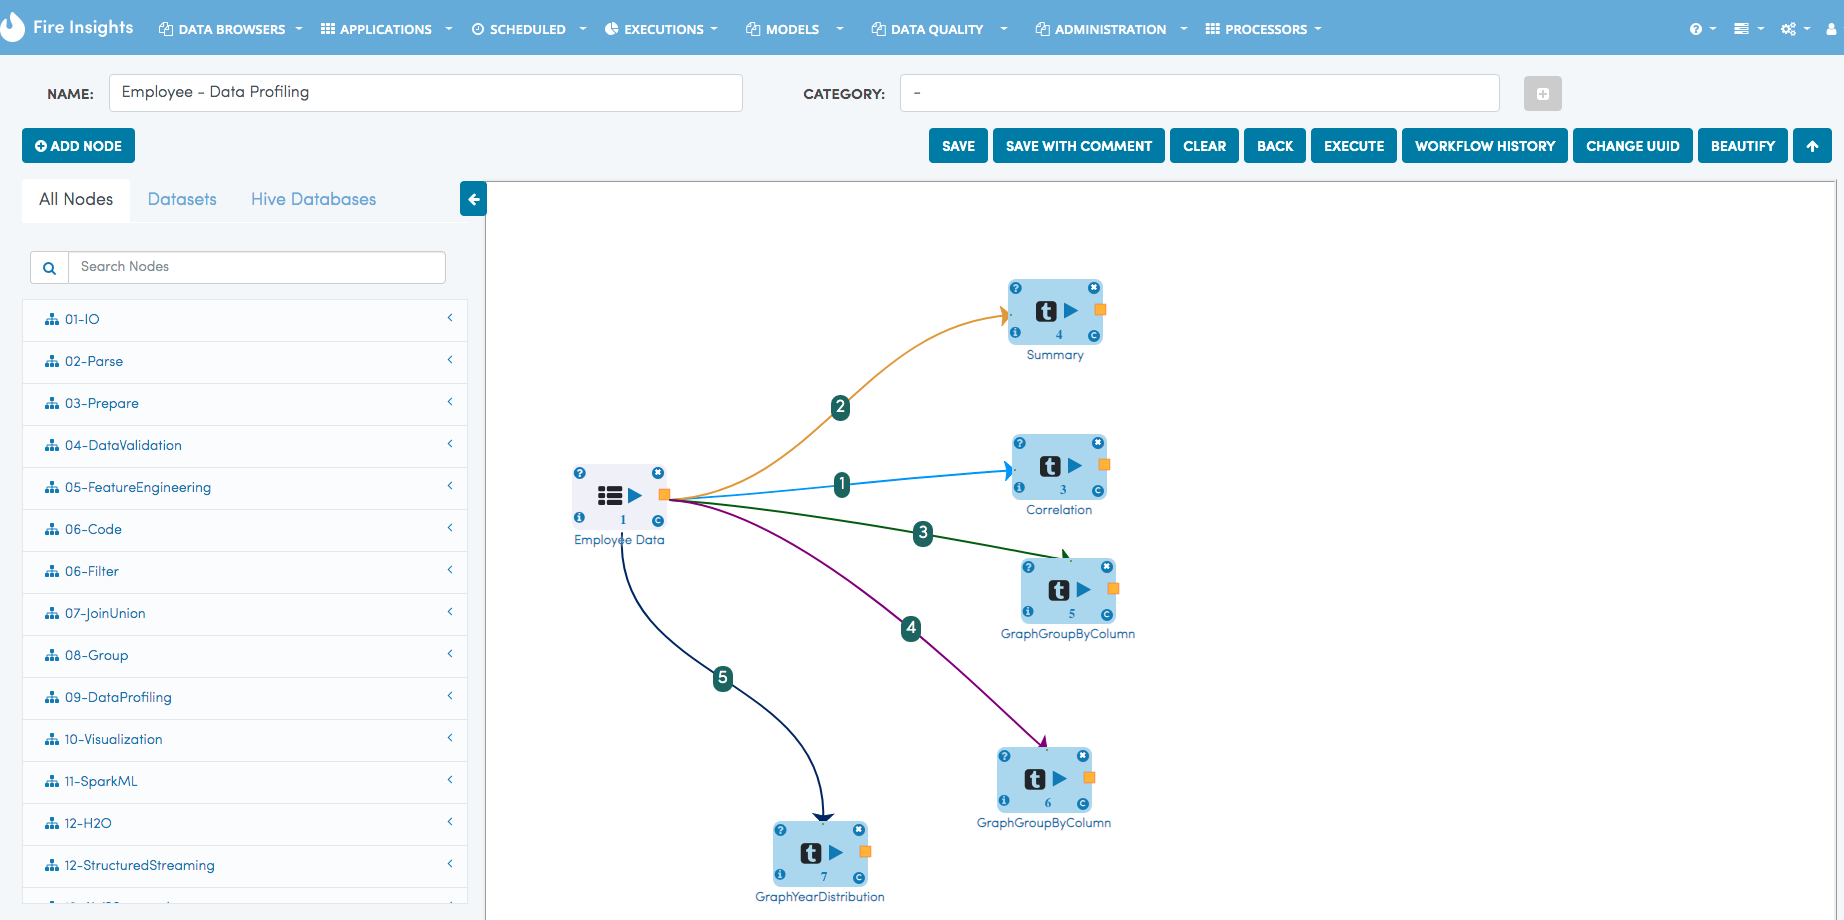 Fire Insights
DATA BROWSERS
APPLICATIONS
SCHEDULED
EXECUTIONS
MODELS
DATA QUALITY
ADMINISTRATION
PROCESSORS
NAME:
Employee - Data Profiling
CATEGORY:
-
ADD NODE
SAVE
SAVE WITH COMMENT
CLEAR
BACK
EXECUTE
WORKFLOW HISTORY
CHANGE UUID
BEAUTIFY
All Nodes
Datasets
Hive Databases
Search Nodes
01-IO
02-Parse
03-Prepare
04-DataValidation
05-FeatureEngineering
06-Code
06-Filter
07-JoinUnion
08-Group
09-DataProfiling
10-Visualization
11-SparkML
12-H2O
12-StructuredStreaming
4
Summary
2
3
Correlation
1
1
Employee Data
3
5
GraphGroupByColumn
4
6
GraphGroupByColumn
5
7
GraphYearDistribution